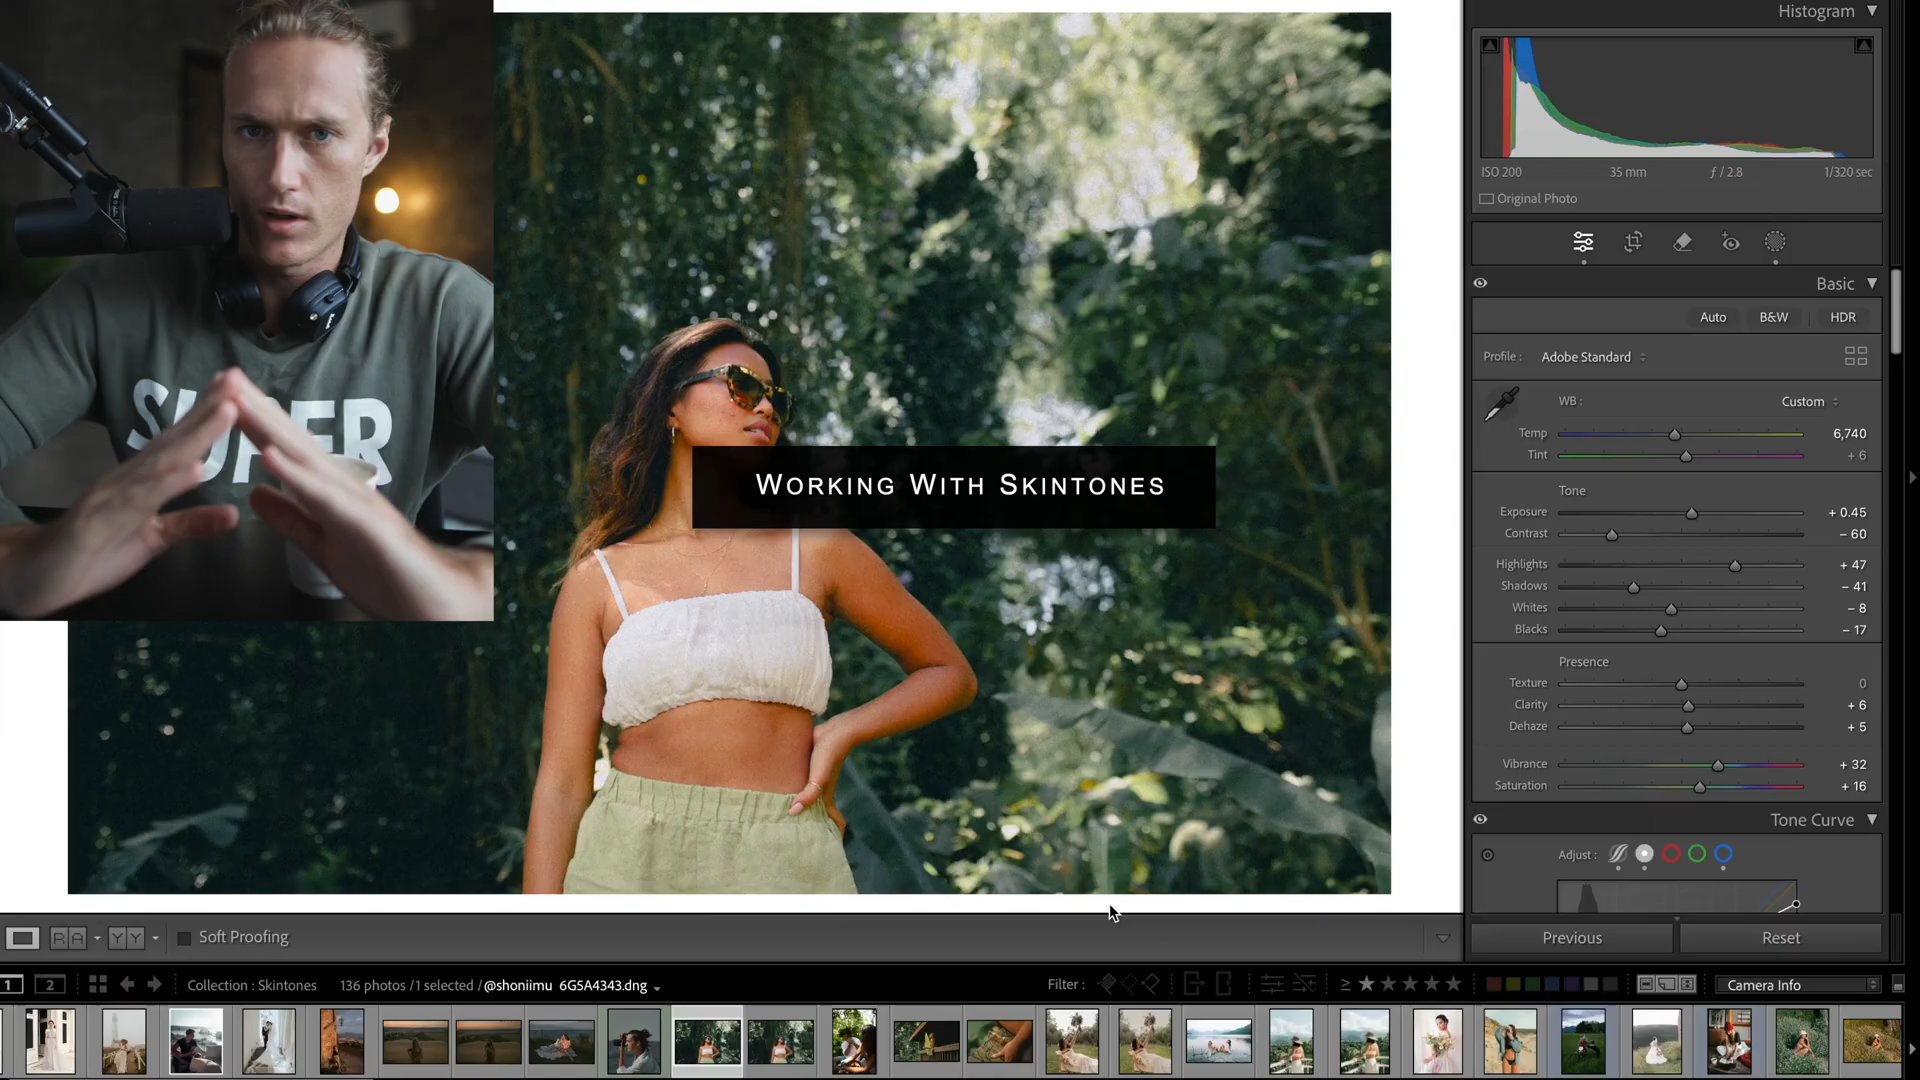 Histogram
ISO 200 35 mm ƒ / 2.8 1/320 sec
Original Photo
Basic
Auto B&W HDR
Profile : Adobe Standard
WB : Custom
Temp 6,740
Tint + 6
Tone
Exposure + 0.45
Contrast – 60
Highlights + 47
Shadows – 41
Whites – 8
Blacks – 17
Presence
Texture 0
Clarity + 6
Dehaze + 5
Vibrance + 32
Saturation + 16
Tone Curve
Adjust :
Previous Reset
SUPER
WORKING WITH SKINTONES
R A Y Y Soft Proofing
1 2 Collection : Skintones 136 photos / 1 selected / @shoniimu 6G5A4343.dng Filter : ≥ Camera Info